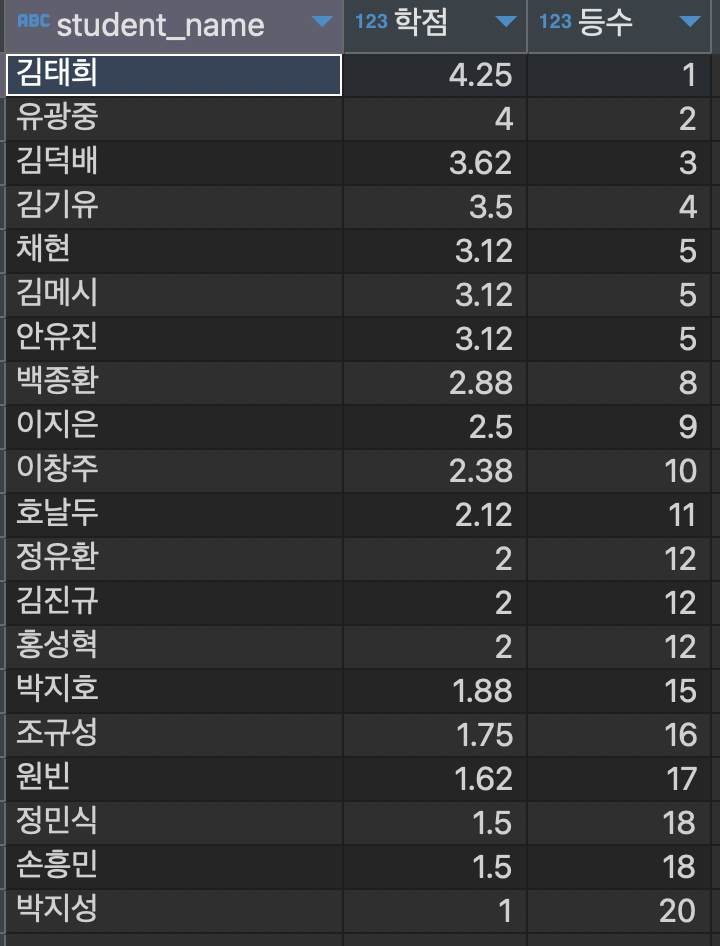 ABC student_name 123 학점 123 등수
김태희 4.25 1
유광중 4 2
김덕배 3.62 3
김기유 3.5 4
채현 3.12 5
김메시 3.12 5
안유진 3.12 5
백종환 2.88 8
이지은 2.5 9
이창주 2.38 10
호날두 2.12 11
정유환 2 12
김진규 2 12
홍성혁 2 12
박지호 1.88 15
조규성 1.75 16
원빈 1.62 17
정민식 1.5 18
손흥민 1.5 18
박지성 1 20